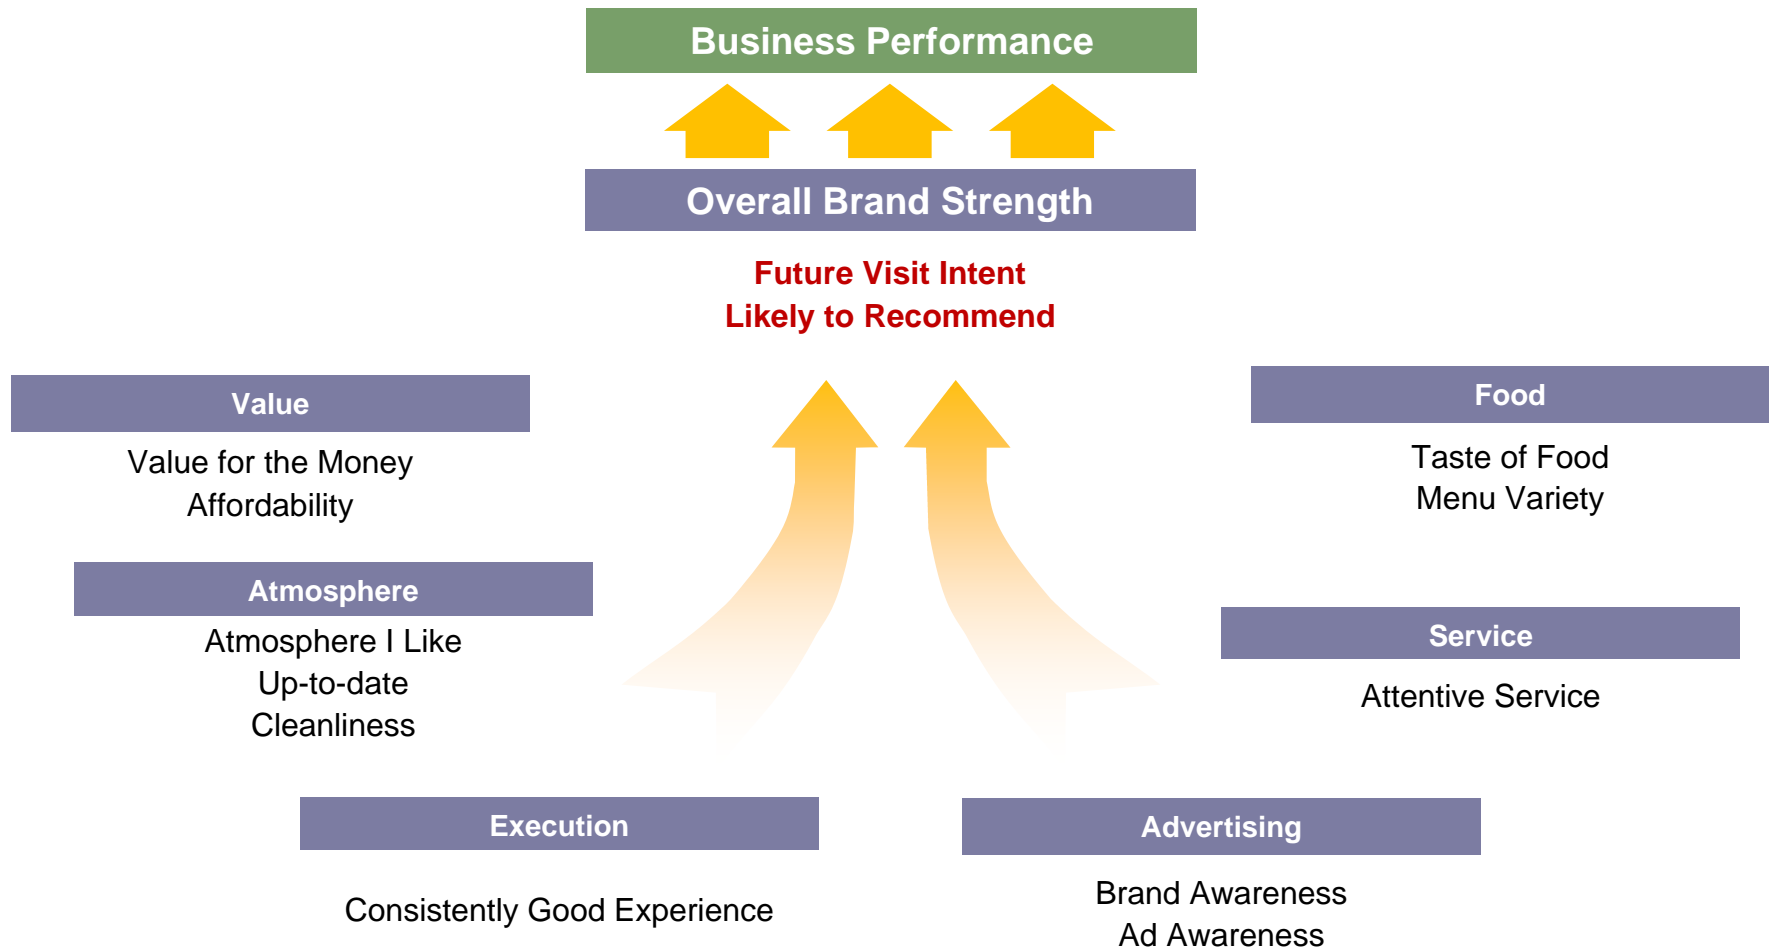 Business Performance
Overall Brand Strength
Future Visit Intent
Likely to Recommend
Value
Value for the Money
Affordability
Food
Taste of Food
Menu Variety
Atmosphere
Atmosphere I Like
Up-to-date
Cleanliness
Service
Attentive Service
Execution
Consistently Good Experience
Advertising
Brand Awareness
Ad Awareness